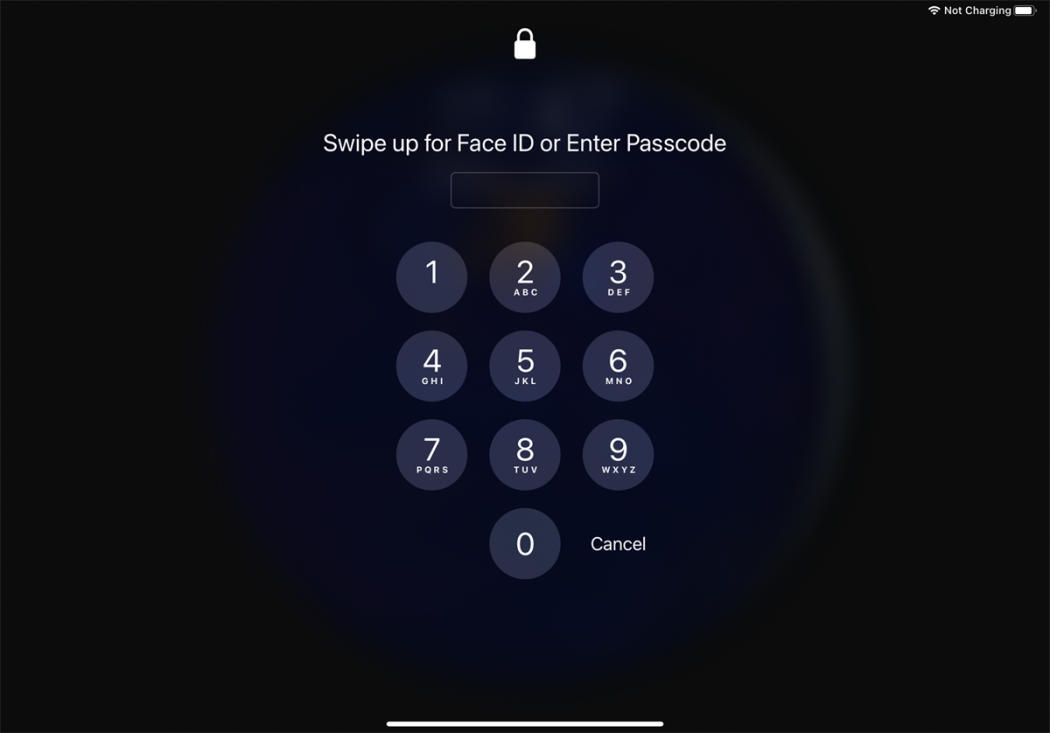 Not Charging
Swipe up for Face ID or Enter Passcode
1 2 3
ABC DEF
4 5 6
GHI JKL MNO
7 8 9
PQRS TUV WXYZ
0 Cancel